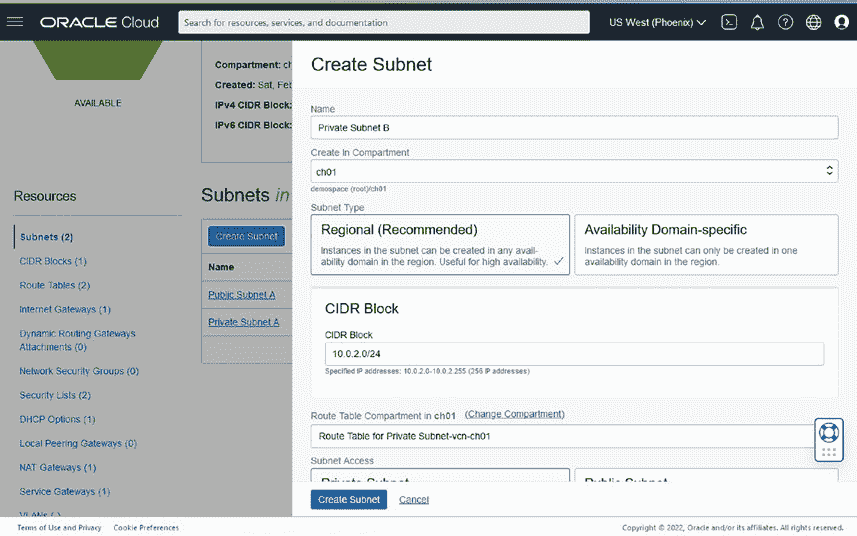 ORACLE Cloud
Search for resources, services, and documentation
US West (Phoenix)
AVAILABLE
Compartment: ch
Created: Sat, Feb
IPv4 CIDR Block:
IPv6 CIDR Block:
Resources
Subnets (2)
CIDR Blocks (1)
Route Tables (2)
Internet Gateways (1)
Dynamic Routing Gateways
Attachments (0)
Network Security Groups (0)
Security Lists (2)
DHCP Options (1)
Local Peering Gateways (0)
NAT Gateways (1)
Service Gateways (1)
Subnets in
Create Subnet
Name
Public Subnet A
Private Subnet A
Create Subnet
Name
Private Subnet B
Create In Compartment
ch01
demospace (root)/ch01
Subnet Type
Regional (Recommended)
Instances in the subnet can be created in any avail-
ability domain in the region. Useful for high availability.
Availability Domain-specific
Instances in the subnet can only be created in one
availability domain in the region.
CIDR Block
CIDR Block
10.0.2.0/24
Specified IP addresses: 10.0.2.0-10.0.2.255 (256 IP addresses)
Route Table Compartment in ch01 (Change Compartment)
Route Table for Private Subnet-vcn-ch01
Subnet Access
Private Subnet
Public Subnet
Create Subnet
Cancel
Terms of Use and Privacy
Cookie Preferences
Copyright © 2022, Oracle and/or its affiliates. All rights reserved.